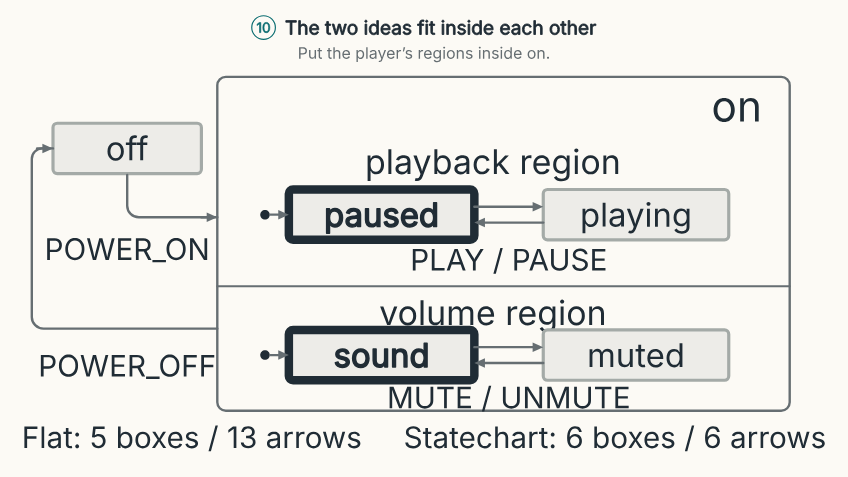 10 The two ideas fit inside each other
Put the player's regions inside on.
on
off
playback region
paused
playing
POWER_ON
PLAY / PAUSE
volume region
sound
muted
POWER_OFF
MUTE / UNMUTE
Flat: 5 boxes / 13 arrows
Statechart: 6 boxes / 6 arrows